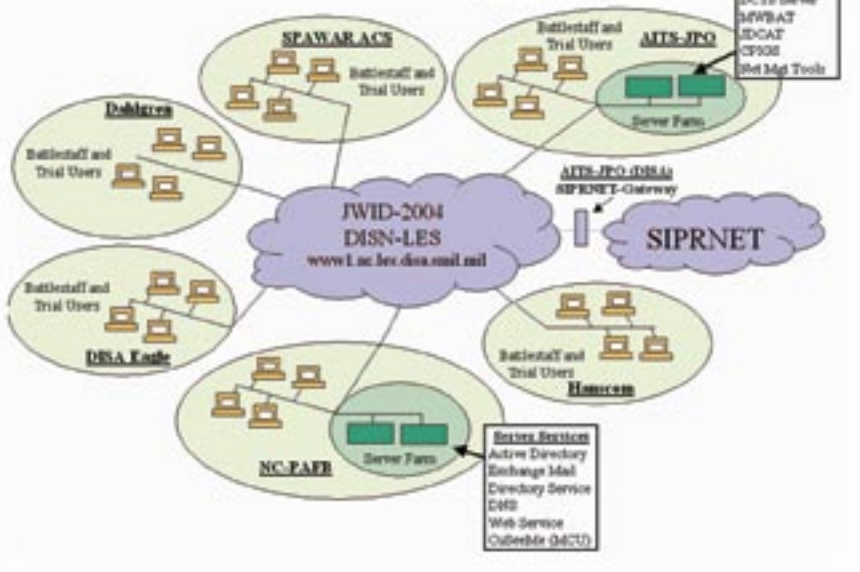 MWBAT
JDCAT
Net Mgt Tools
SPAWAR ACS
Battlestaff and
Trial Users
AITS-JPO
Battlestaff and
Trial Users
Server Farm
Dahlgren
Battlestaff and
Trial Users
AITS-JPO (DISA)
SIPRNET-Gateway
JWID-2004
DISN-LES
SIPRNET
Battlestaff and
Trial Users
DISA Eagle
Battlestaff and
Trial Users
Hanscom
NC-PAFB
Server Farm
Server Services
Active Directory
Exchange Mail
Directory Service
DNS
Web Service
CuSeeMe (MCU)